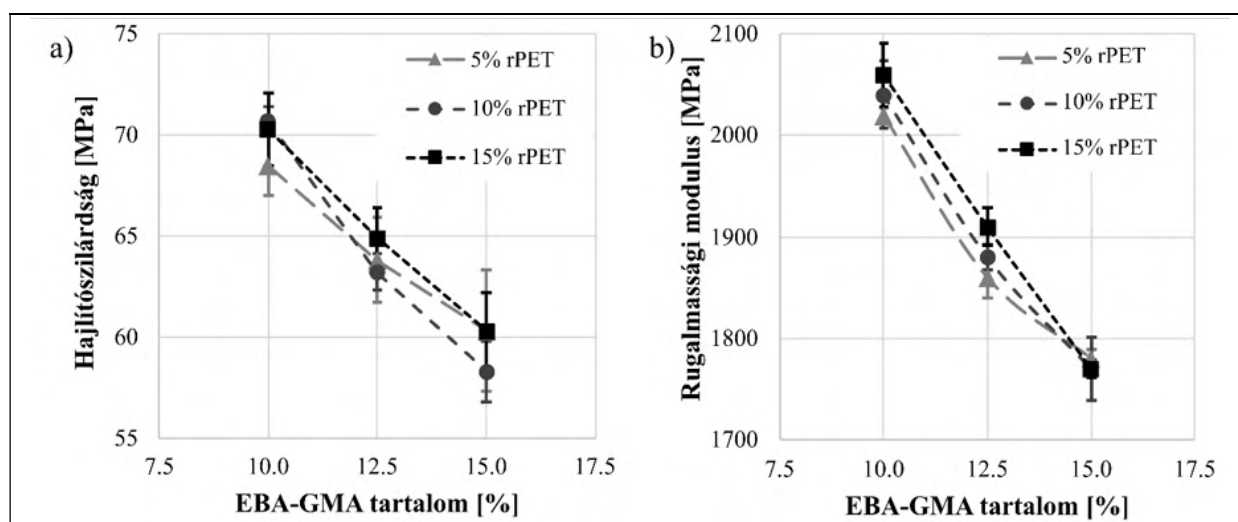 a)
75
70
65
60
55
Hajlítószilárdság [MPa]
5% rPET
10% rPET
15% rPET
7.5 10.0 12.5 15.0 17.5
EBA-GMA tartalom [%]
b)
2100
2000
1900
1800
1700
Rugalmassági modulus [MPa]
5% rPET
10% rPET
15% rPET
7.5 10.0 12.5 15.0 17.5
EBA-GMA tartalom [%]